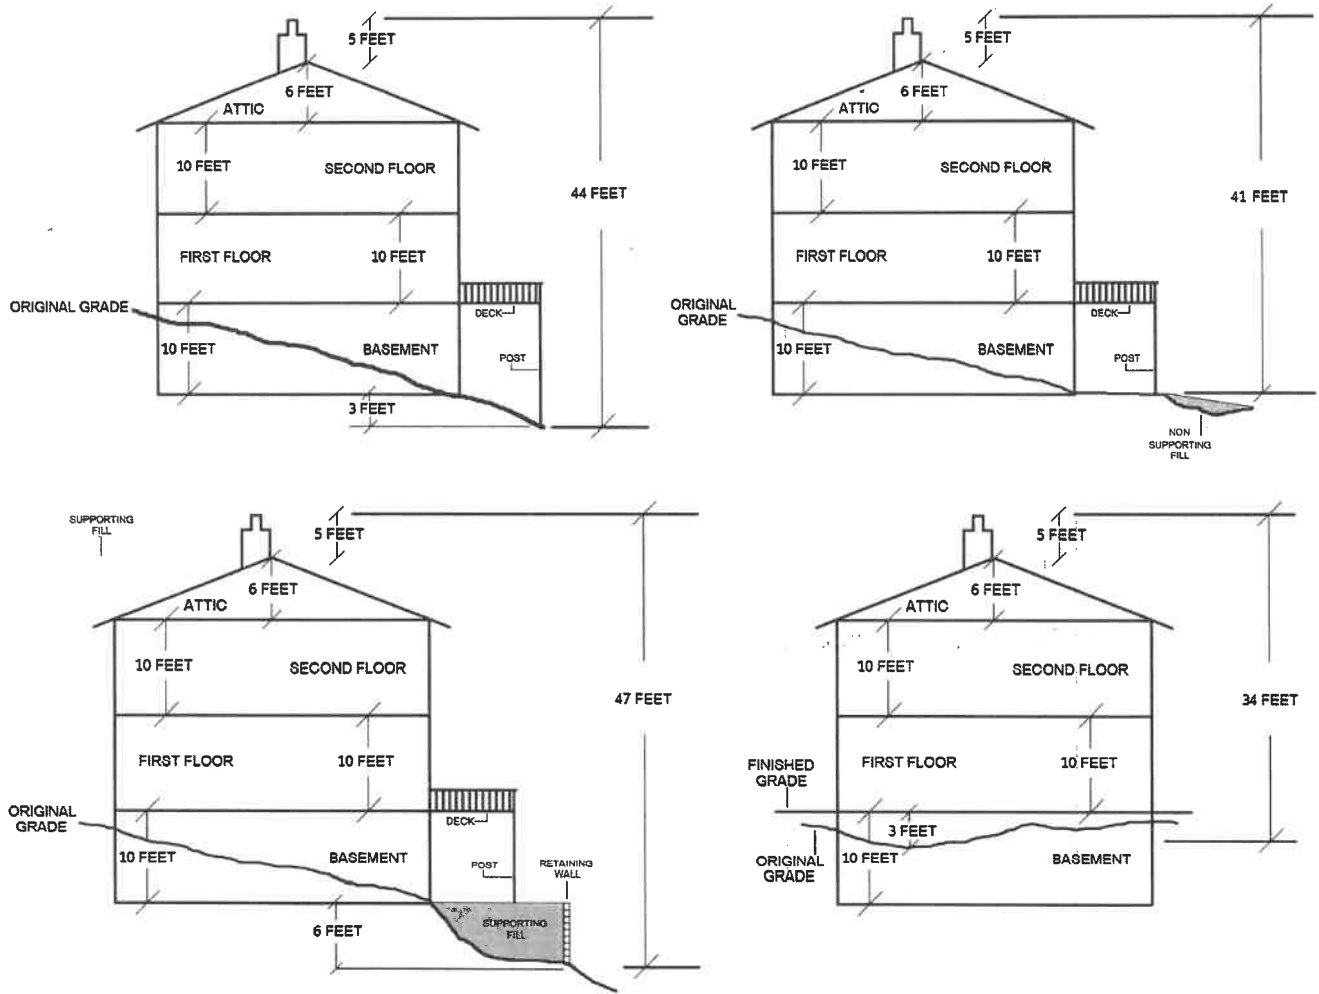 5 FEET
6 FEET
ATTIC
10 FEET
SECOND FLOOR
44 FEET
FIRST FLOOR
10 FEET
ORIGINAL GRADE
DECK
10 FEET
BASEMENT
POST
3 FEET
5 FEET
6 FEET
ATTIC
10 FEET
SECOND FLOOR
41 FEET
FIRST FLOOR
10 FEET
ORIGINAL
GRADE
DECK
10 FEET
BASEMENT
POST
NON
SUPPORTING
FILL
SUPPORTING
FILL
5 FEET
6 FEET
ATTIC
10 FEET
SECOND FLOOR
47 FEET
FIRST FLOOR
10 FEET
ORIGINAL
GRADE
DECK
10 FEET
BASEMENT
POST
RETAINING
WALL
SUPPORTING
FILL
6 FEET
5 FEET
6 FEET
ATTIC
10 FEET
SECOND FLOOR
34 FEET
FIRST FLOOR
10 FEET
FINISHED
GRADE
3 FEET
ORIGINAL
GRADE
10 FEET
BASEMENT